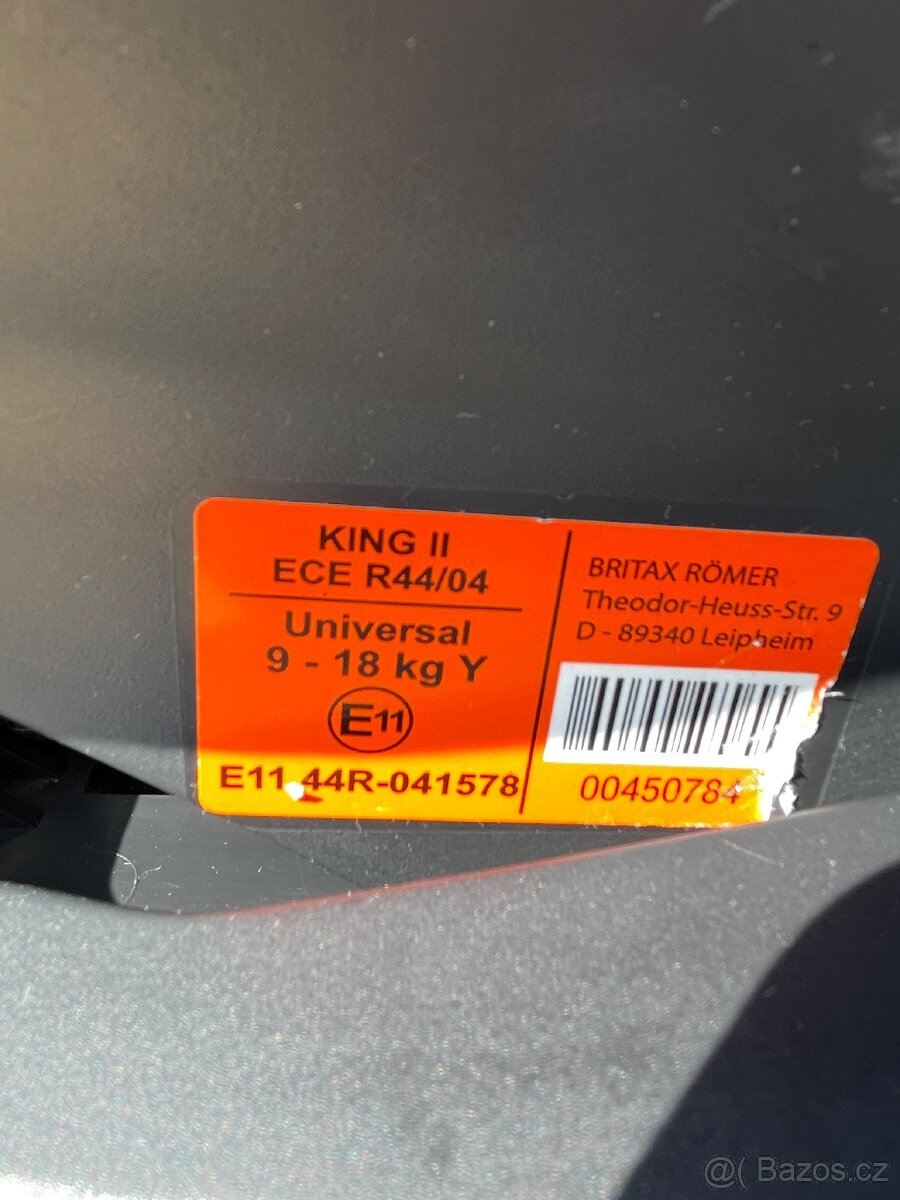 KING II
ECE R44/04
Universal
9 - 18 kg Y
E11
E11 44R-041578
BRITAX RÖMER
Theodor-Heuss-Str. 9
D - 89340 Leipheim
00450784
@( Bazos.cz